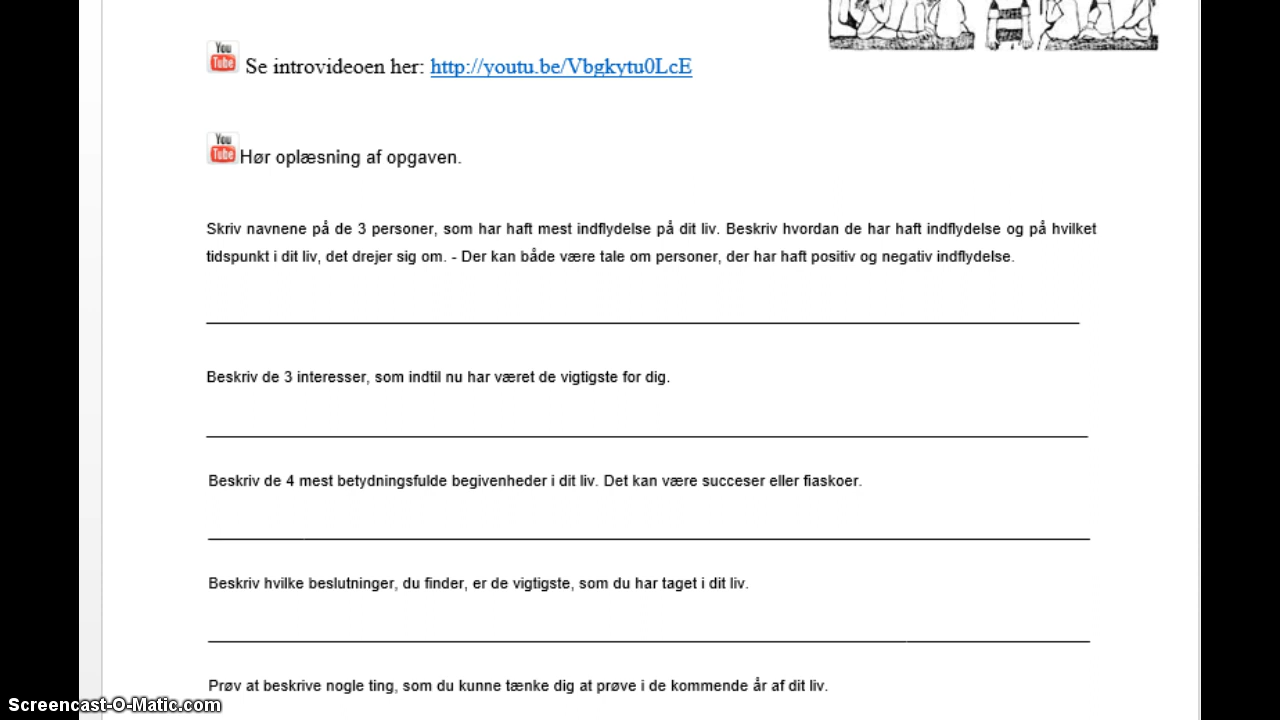 You
Tube Se introvideoen her: http://youtu.be/Vbgkytu0LcE
You
Tube Hør oplæsning af opgaven.
Skriv navnene på de 3 personer, som har haft mest indflydelse på dit liv. Beskriv hvordan de har haft indflydelse og på hvilket
tidspunkt i dit liv, det drejer sig om. - Der kan både være tale om personer, der har haft positiv og negativ indflydelse.
Beskriv de 3 interesser, som indtil nu har været de vigtigste for dig.
Beskriv de 4 mest betydningsfulde begivenheder i dit liv. Det kan være succeser eller fiaskoer.
Beskriv hvilke beslutninger, du finder, er de vigtigste, som du har taget i dit liv.
Prøv at beskrive nogle ting, som du kunne tænke dig at prøve i de kommende år af dit liv.
Screencast-O-Matic.com